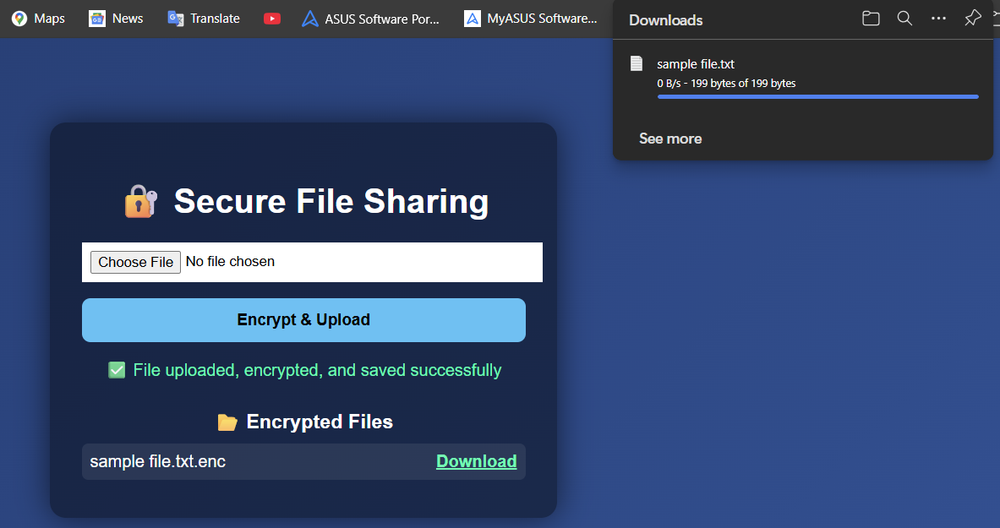 Maps
News
Translate
ASUS Software Por...
MyASUS Software...
Downloads
sample file.txt
0 B/s - 199 bytes of 199 bytes
See more
Secure File Sharing
Choose File No file chosen
Encrypt & Upload
File uploaded, encrypted, and saved successfully
Encrypted Files
sample file.txt.enc Download